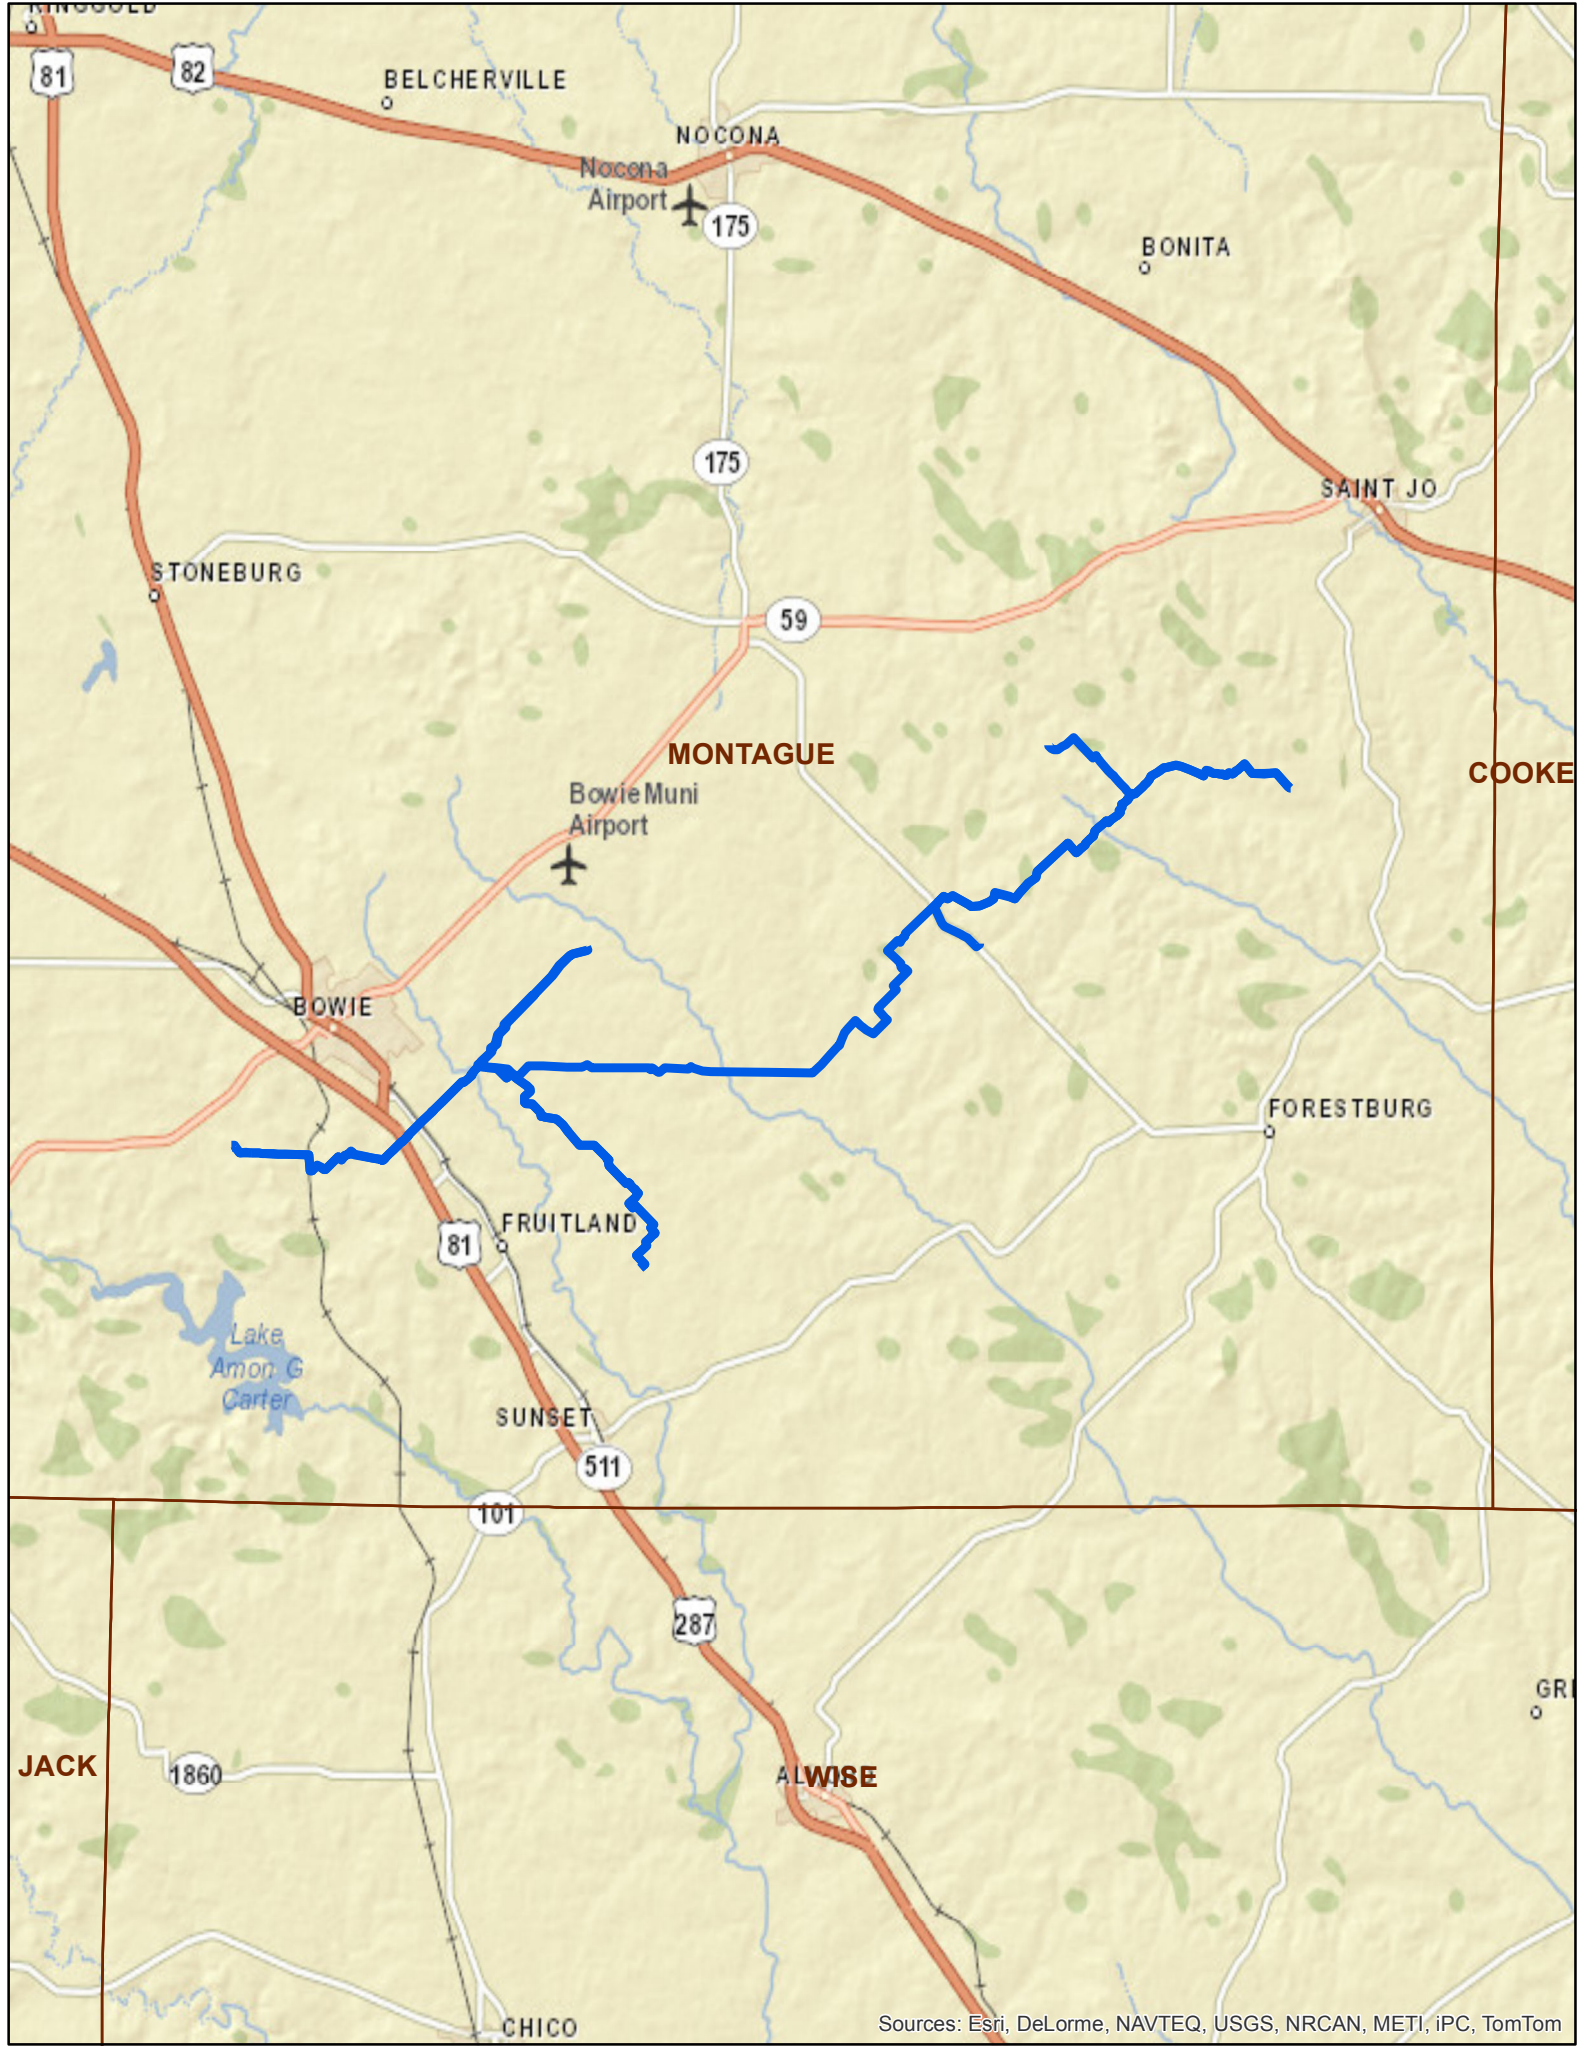 RINGGOLD
81
82
BELCHERVILLE
NOCONA
Nocona
Airport
175
BONITA
175
SAINT JO
STONEBURG
59
MONTAGUE
COOKE
Bowie Muni
Airport
BOWIE
FORESTBURG
FRUITLAND
81
Lake
Amon G
Carter
SUNSET
511
101
287
GRE
JACK
1860
WISE
CHICO
Sources: Esri, DeLorme, NAVTEQ, USGS, NRCAN, METI, iPC, TomTom